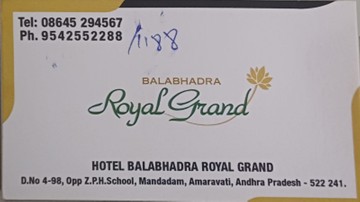 Tel: 08645 294567
Ph. 9542552288
1188
BALABHADRA
Royal Grand
HOTEL BALABHADRA ROYAL GRAND
D.No 4-98, Opp Z.P.H.School, Mandadam, Amaravati, Andhra Pradesh - 522 241.